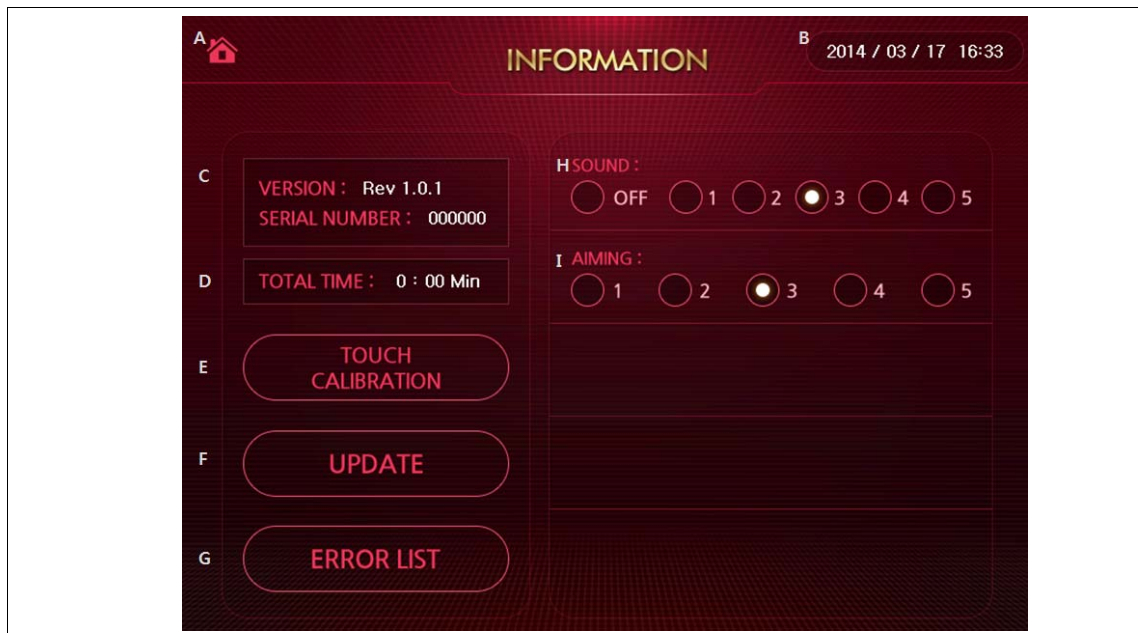 A
INFORMATION
B
2014 / 03 / 17 16:33
C
VERSION : Rev 1.0.1
SERIAL NUMBER : 000000
D
TOTAL TIME : 0 : 00 Min
E
TOUCH
CALIBRATION
F
UPDATE
G
ERROR LIST
H SOUND :
OFF 1 2 3 4 5
I AIMING :
1 2 3 4 5